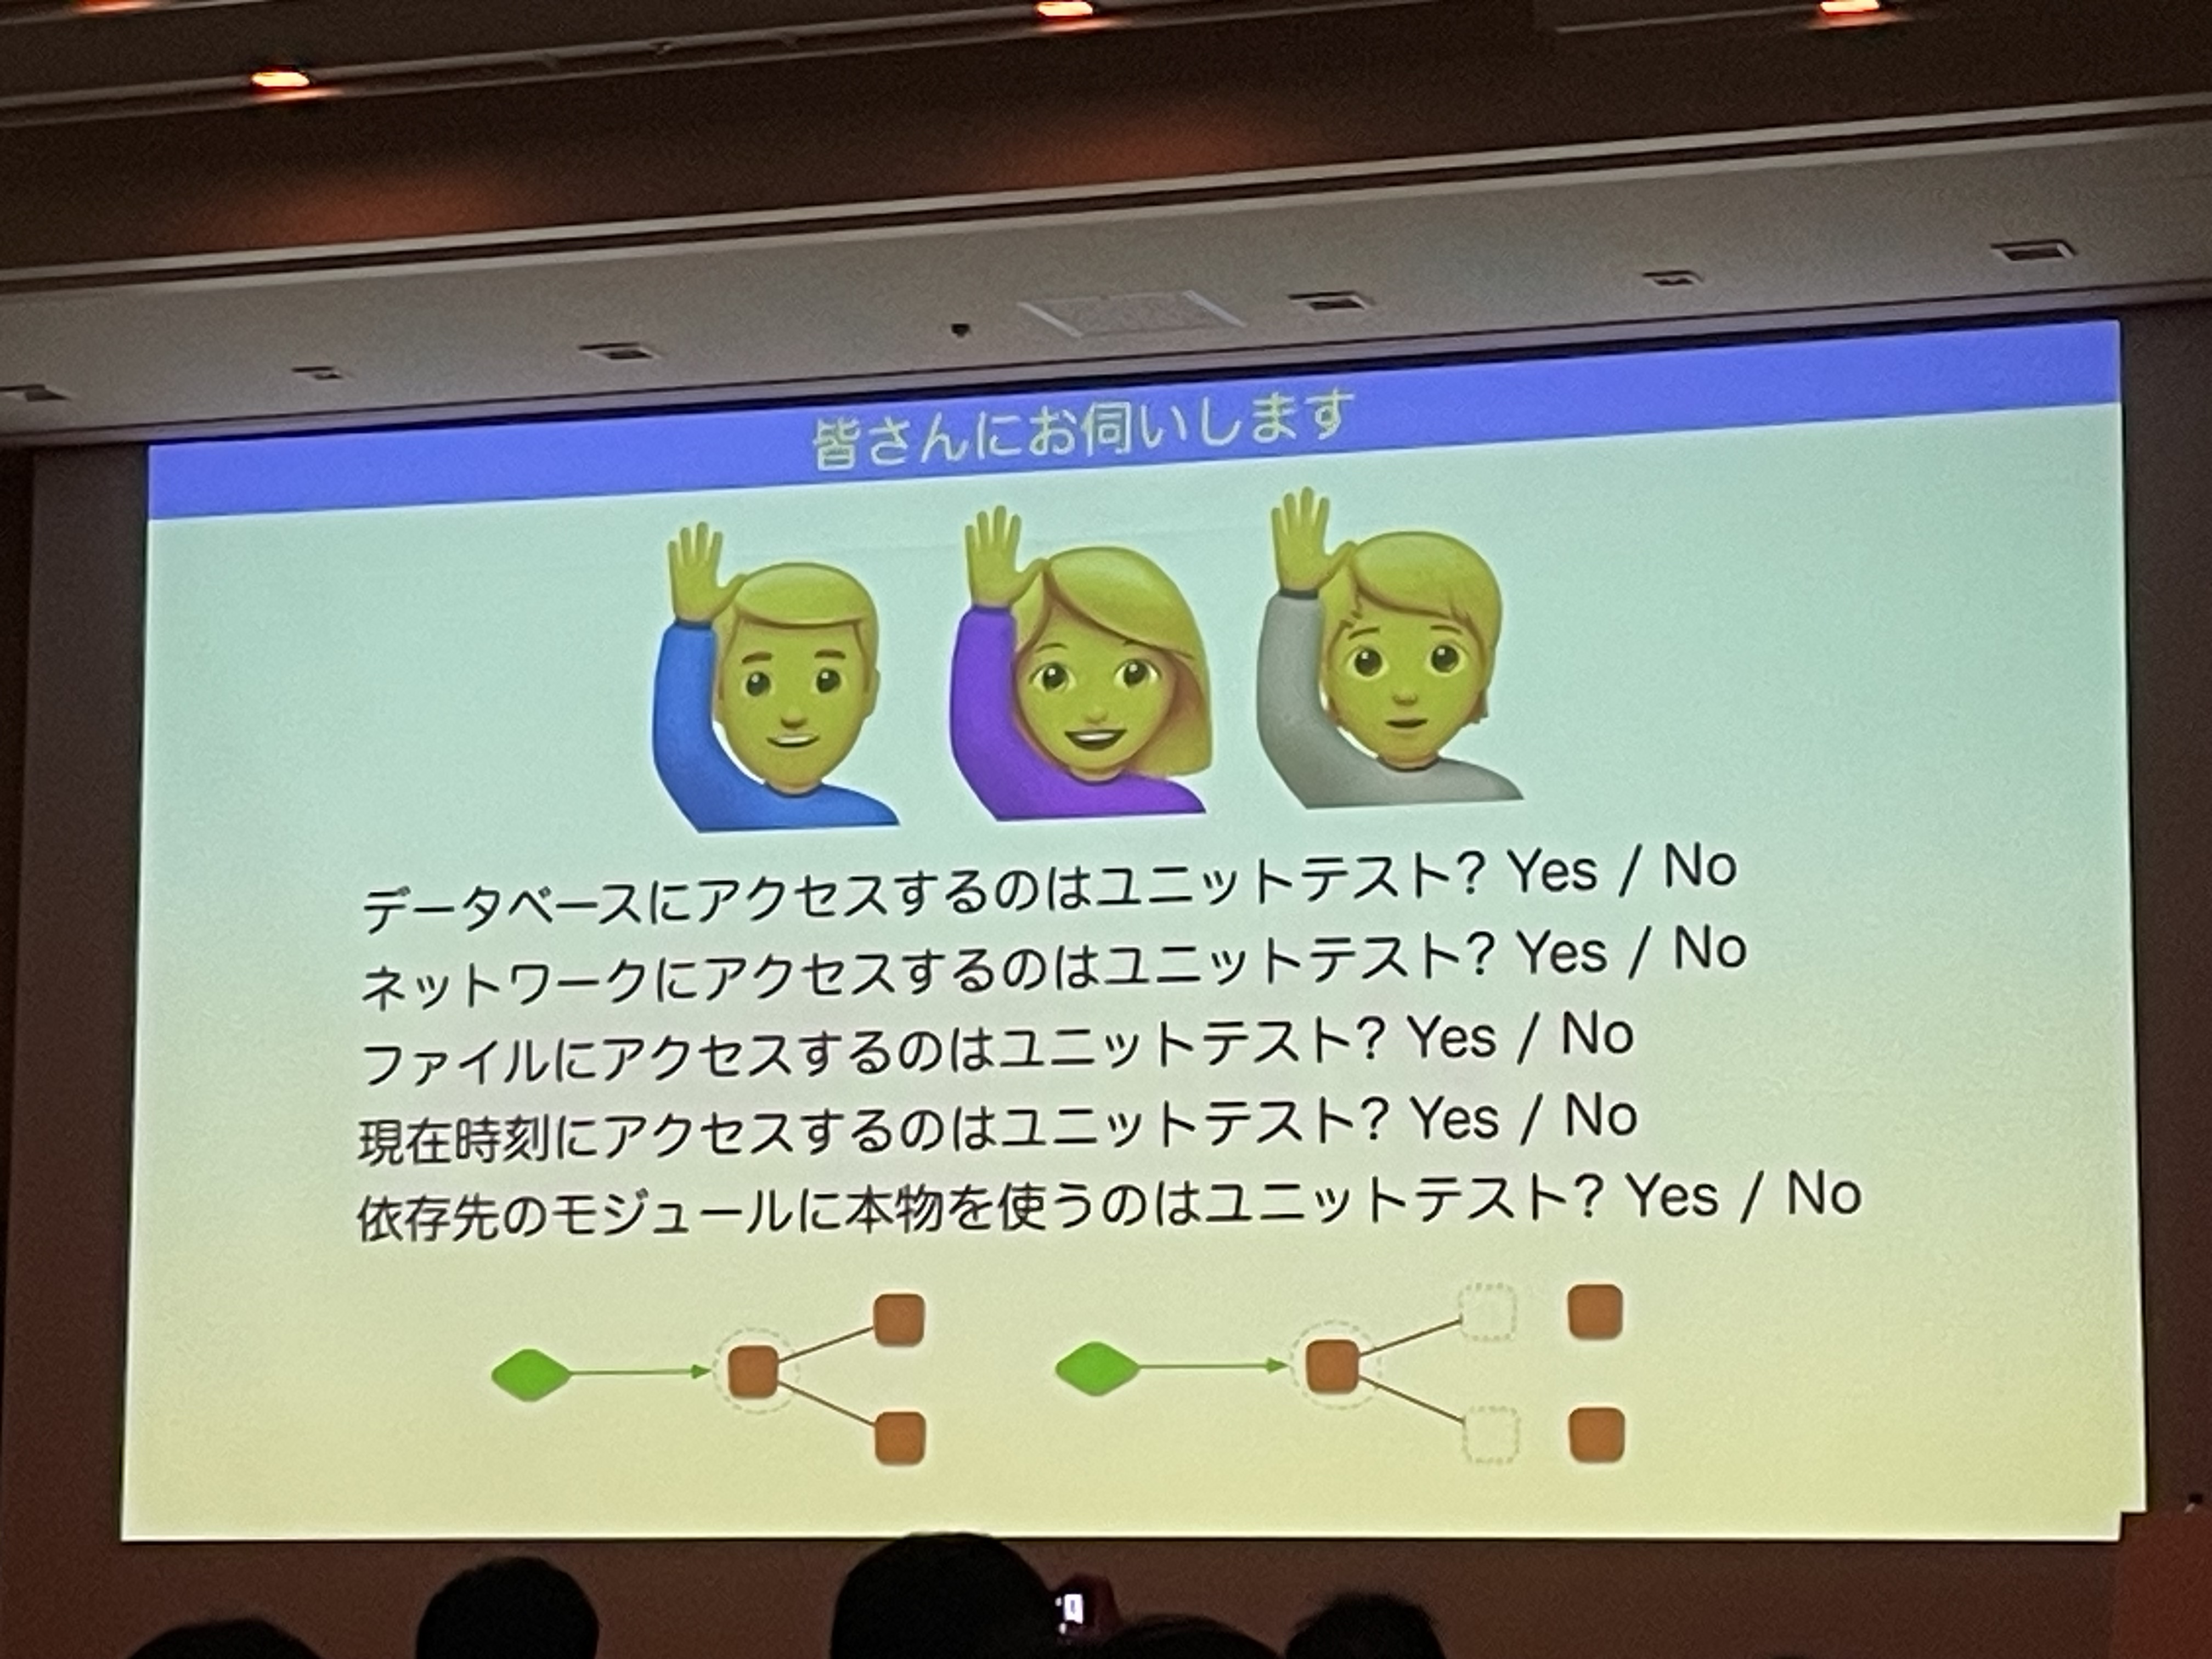 皆さんにお伺いします
データベースにアクセスするのはユニットテスト? Yes / No
ネットワークにアクセスするのはユニットテスト? Yes / No
ファイルにアクセスするのはユニットテスト? Yes / No
現在時刻にアクセスするのはユニットテスト? Yes / No
依存先のモジュールに本物を使うのはユニットテスト? Yes / No